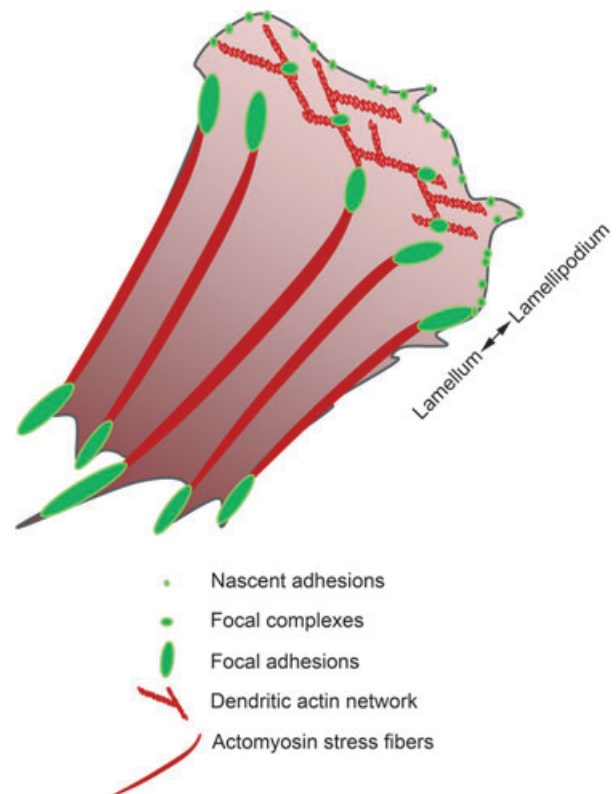 Lamellum
Lamellipodium
Nascent adhesions
Focal complexes
Focal adhesions
Dendritic actin network
Actomyosin stress fibers